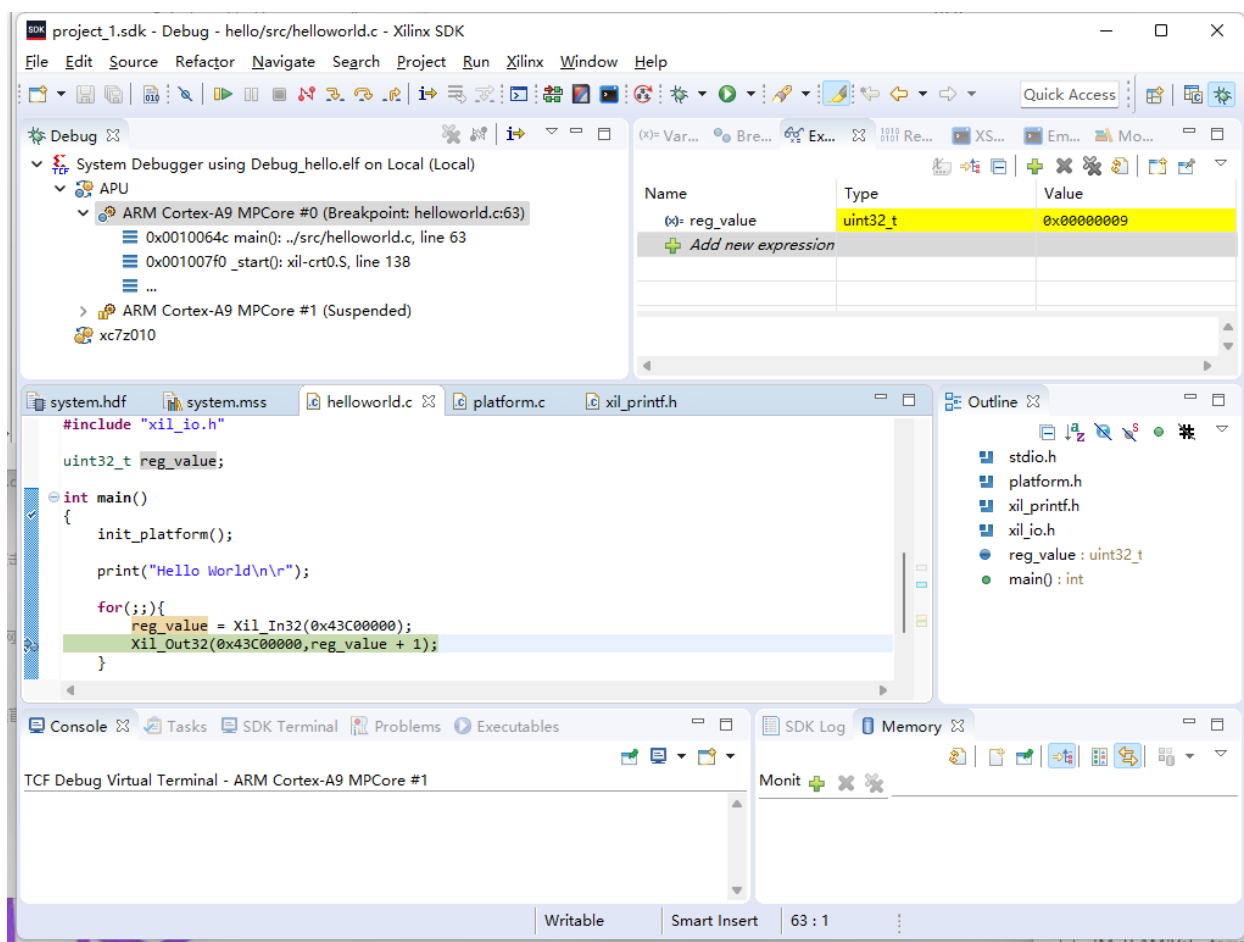 SDK project_1.sdk - Debug - hello/src/helloworld.c - Xilinx SDK
File Edit Source Refactor Navigate Search Project Run Xilinx Window Help
Quick Access
Debug
System Debugger using Debug_hello.elf on Local (Local)
APU
ARM Cortex-A9 MPCore #0 (Breakpoint: helloworld.c:63)
0x0010064c main(): ../src/helloworld.c, line 63
0x001007f0 _start(): xil-crt0.S, line 138
...
ARM Cortex-A9 MPCore #1 (Suspended)
xc7z010
(x)= Var... Bre... Ex... Re... XS... Em... Mo...
Name Type Value
(x)= reg_value uint32_t 0x00000009
Add new expression
system.hdf system.mss helloworld.c platform.c xil_printf.h
#include "xil_io.h"
uint32_t reg_value;
int main()
{
init_platform();
print("Hello World\n\r");
for(;;){
reg_value = Xil_In32(0x43C00000);
Xil_Out32(0x43C00000,reg_value + 1);
}
Outline
stdio.h
platform.h
xil_printf.h
xil_io.h
reg_value : uint32_t
main() : int
Console Tasks SDK Terminal Problems Executables
TCF Debug Virtual Terminal - ARM Cortex-A9 MPCore #1
SDK Log Memory
Monit
Writable Smart Insert 63 : 1